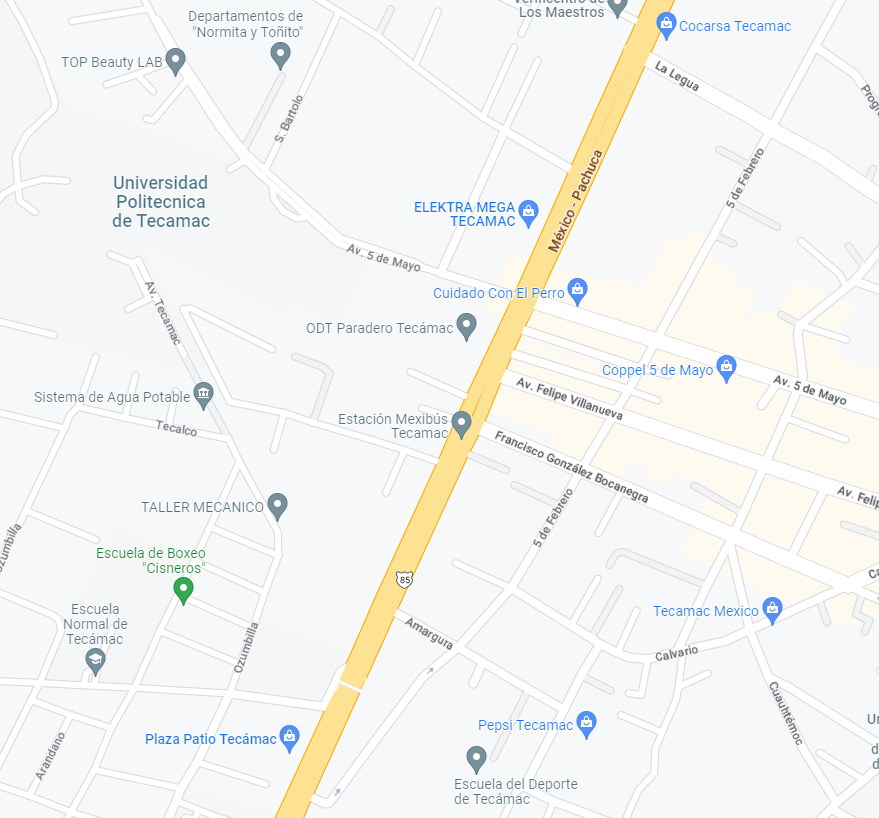 Verificentro de
Los Maestros
Departamentos de
"Normita y Toñito"
Cocarsa Tecamac
TOP Beauty LAB
La Legua
S. Bartolo
Universidad
Politecnica
de Tecamac
México - Pachuca
5 de Febrero
ELEKTRA MEGA
TECAMAC
Av. 5 de Mayo
Av. Tecamac
Cuidado Con El Perro
ODT Paradero Tecámac
Coppel 5 de Mayo
Av. 5 de Mayo
Av. Felipe Villanueva
Sistema de Agua Potable
Tecalco
Estación Mexibús
Tecamac
Francisco González Bocanegra
Av. Felip
TALLER MECANICO
5 de Febrero
Ozumbilla
Escuela de Boxeo
"Cisneros"
85
Ca
Escuela
Normal de
Tecámac
Tecamac Mexico
Amargura
Ozumbilla
Calvario
Cuauhtémoc
Arandano
Plaza Patio Tecámac
Pepsi Tecamac
Escuela del Deporte
de Tecámac